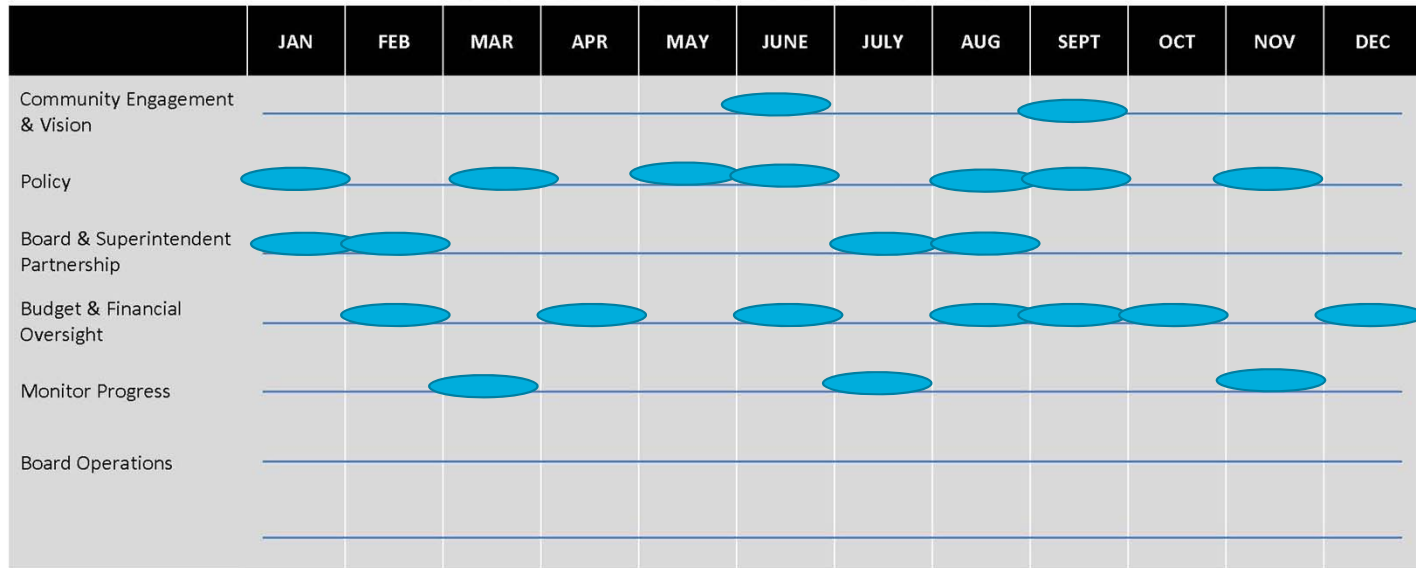 JAN FEB MAR APR MAY JUNE JULY AUG SEPT OCT NOV DEC
Community Engagement
& Vision
Policy
Board & Superintendent
Partnership
Budget & Financial
Oversight
Monitor Progress
Board Operations